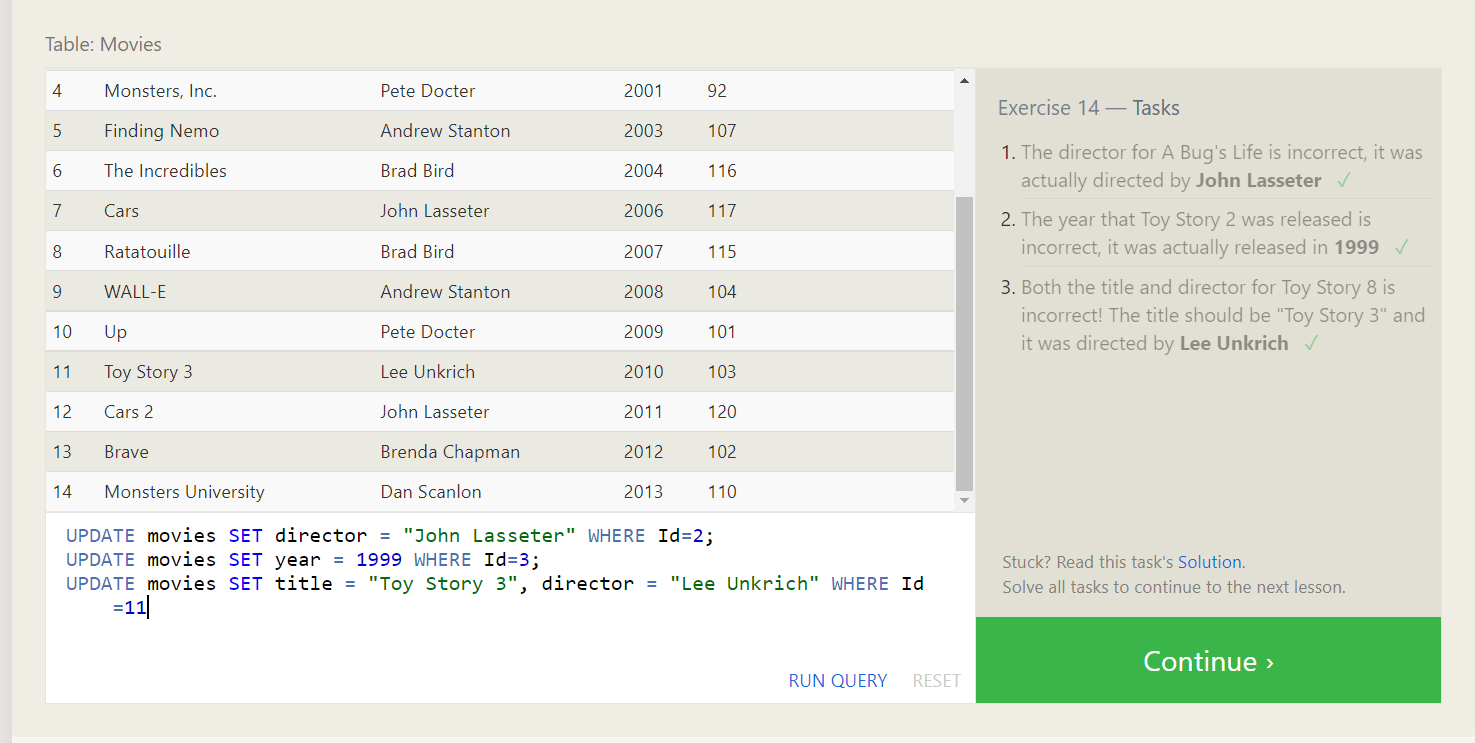 Table: Movies
4 Monsters, Inc. Pete Docter 2001 92
5 Finding Nemo Andrew Stanton 2003 107
6 The Incredibles Brad Bird 2004 116
7 Cars John Lasseter 2006 117
8 Ratatouille Brad Bird 2007 115
9 WALL-E Andrew Stanton 2008 104
10 Up Pete Docter 2009 101
11 Toy Story 3 Lee Unkrich 2010 103
12 Cars 2 John Lasseter 2011 120
13 Brave Brenda Chapman 2012 102
14 Monsters University Dan Scanlon 2013 110
UPDATE movies SET director = "John Lasseter" WHERE Id=2;
UPDATE movies SET year = 1999 WHERE Id=3;
UPDATE movies SET title = "Toy Story 3", director = "Lee Unkrich" WHERE Id
=11
RUN QUERY RESET
Exercise 14 — Tasks
1. The director for A Bug's Life is incorrect, it was
actually directed by John Lasseter ✓
2. The year that Toy Story 2 was released is
incorrect, it was actually released in 1999 ✓
3. Both the title and director for Toy Story 8 is
incorrect! The title should be "Toy Story 3" and
it was directed by Lee Unkrich ✓
Stuck? Read this task's Solution.
Solve all tasks to continue to the next lesson.
Continue ›